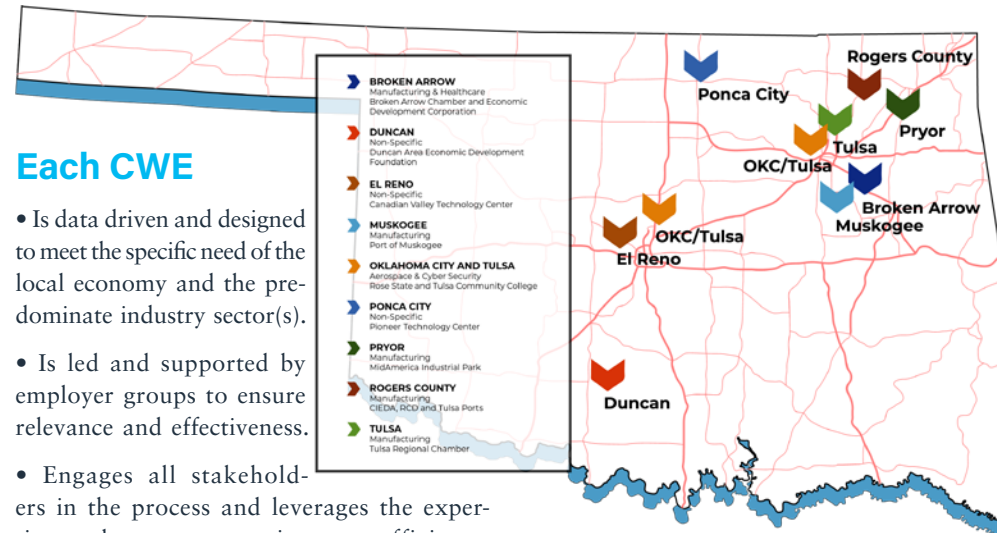 Each CWE
• Is data driven and designed
to meet the specific need of the
local economy and the pre-
dominate industry sector(s).
• Is led and supported by
employer groups to ensure
relevance and effectiveness.
• Engages all stakehold-
ers in the process and leverages the exper-
BROKEN ARROW
Manufacturing & Healthcare
Broken Arrow Chamber and Economic
Development Corporation
DUNCAN
Non-Specific
Duncan Area Economic Development
Foundation
EL RENO
Non-Specific
Canadian Valley Technology Center
MUSKOGEE
Manufacturing
Port of Muskogee
OKLAHOMA CITY AND TULSA
Aerospace & Cyber Security
Rose State and Tulsa Community College
PONCA CITY
Non-Specific
Pioneer Technology Center
PRYOR
Manufacturing
MidAmerica Industrial Park
ROGERS COUNTY
Manufacturing
CIEDA, RCD and Tulsa Ports
TULSA
Manufacturing
Tulsa Regional Chamber
Rogers County
Ponca City
Pryor
Tulsa
OKC/Tulsa
Broken Arrow
Muskogee
OKC/Tulsa
El Reno
Duncan